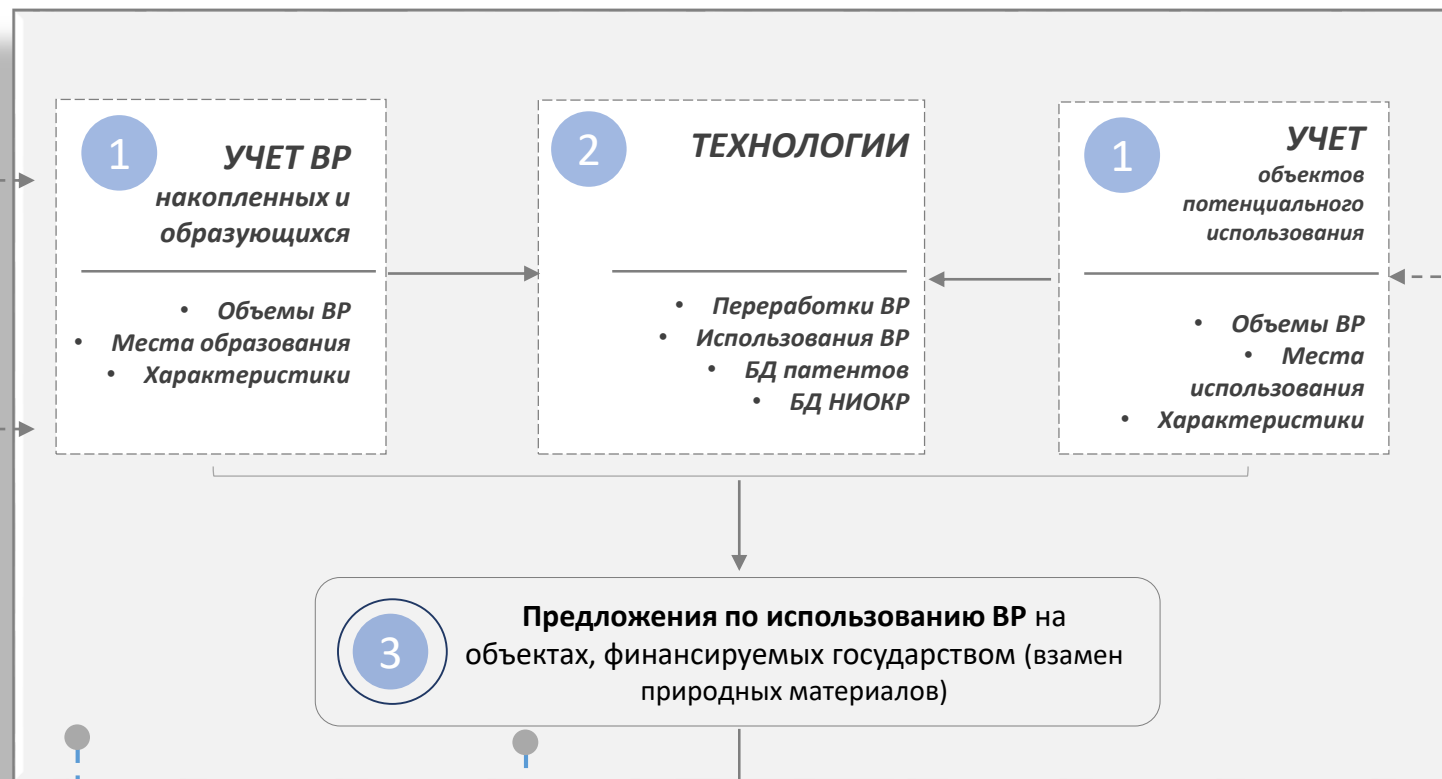 1
УЧЕТ ВР
накопленных и
образующихся
• Объемы ВР
• Места образования
• Характеристики
2
ТЕХНОЛОГИИ
• Переработки ВР
• Использования ВР
• БД патентов
• БД НИОКР
1
УЧЕТ
объектов
потенциального
использования
• Объемы ВР
• Места
использования
• Характеристики
3
Предложения по использованию ВР на
объектах, финансируемых государством (взамен
природных материалов)